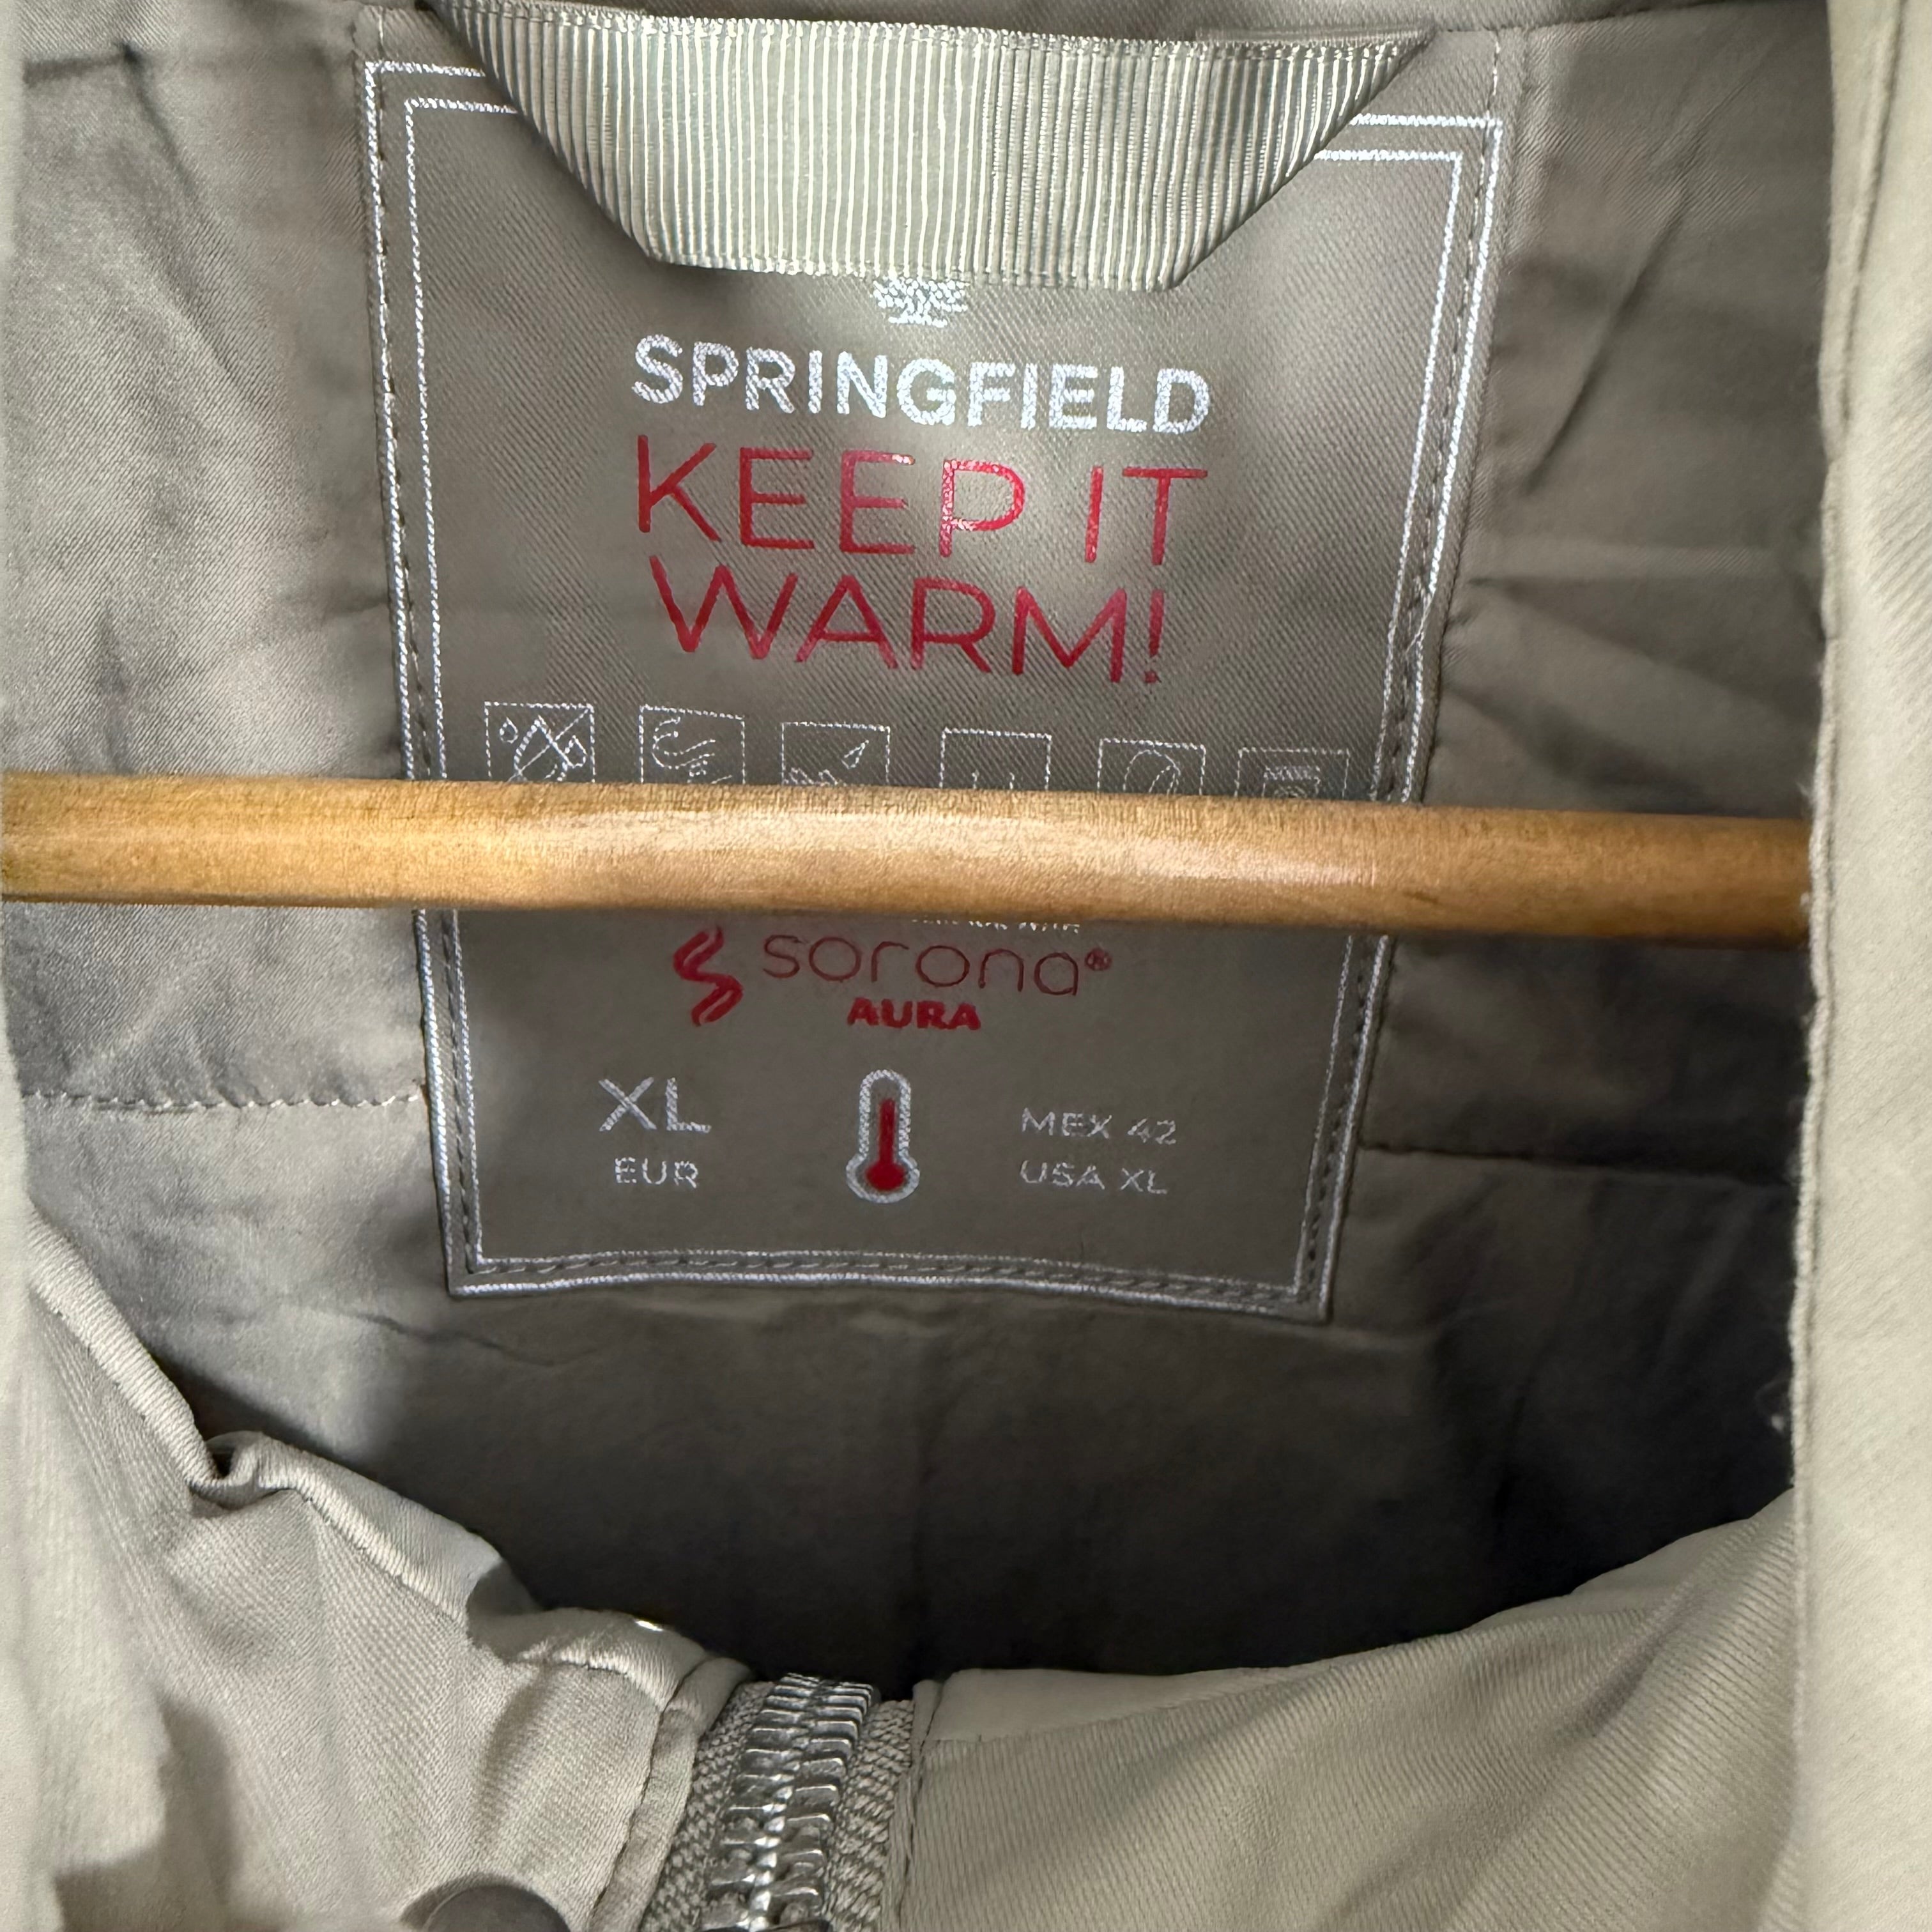 SPRINGFIELD
KEEP IT
WARM!
sorona®
AURA
XL
EUR
MEX 42
USA XL